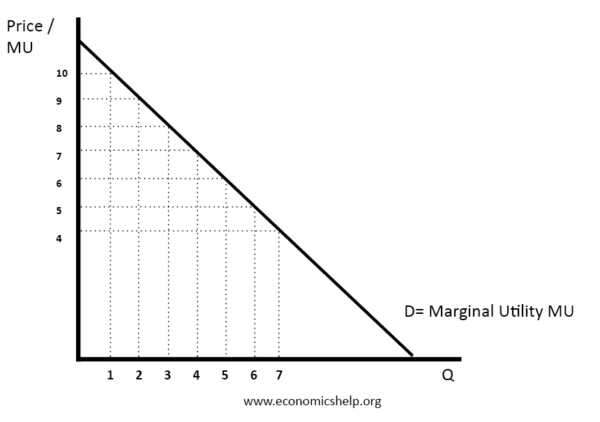 Price /
MU
10
9
8
7
6
5
4
D= Marginal Utility MU
1 2 3 4 5 6 7 Q
www.economicshelp.org